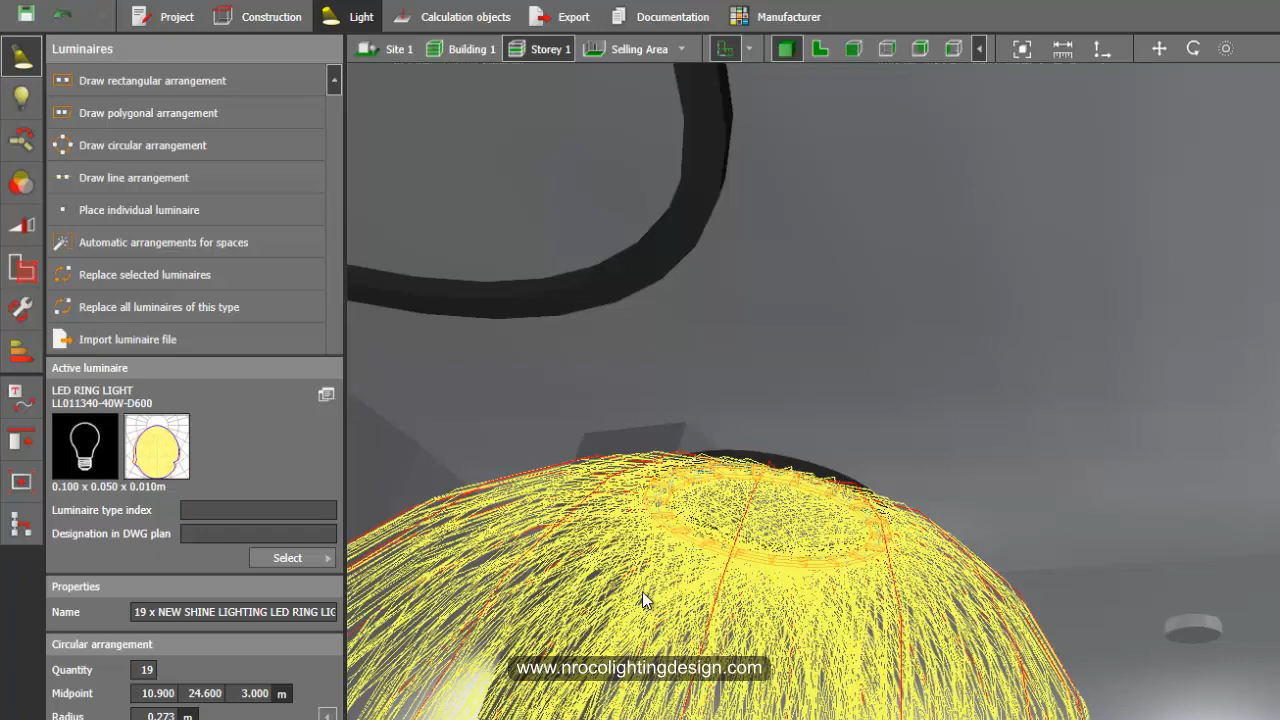 Project
Construction
Light
Calculation objects
Export
Documentation
Manufacturer
Luminaires
Site 1
Building 1
Storey 1
Selling Area
Draw rectangular arrangement
Draw polygonal arrangement
Draw circular arrangement
Draw line arrangement
Place individual luminaire
Automatic arrangements for spaces
Replace selected luminaires
Replace all luminaires of this type
Import luminaire file
Active luminaire
LED RING LIGHT
LL011340-40W-D600
0.100 x 0.050 x 0.010m
Luminaire type index
Designation in DWG plan
Select
Properties
Name 19 x NEW SHINE LIGHTING LED RING LIG
Circular arrangement
Quantity 19
Midpoint 10.900 24.600 3.000 m
Radius 0.273 m
www.nrocolightingdesign.com